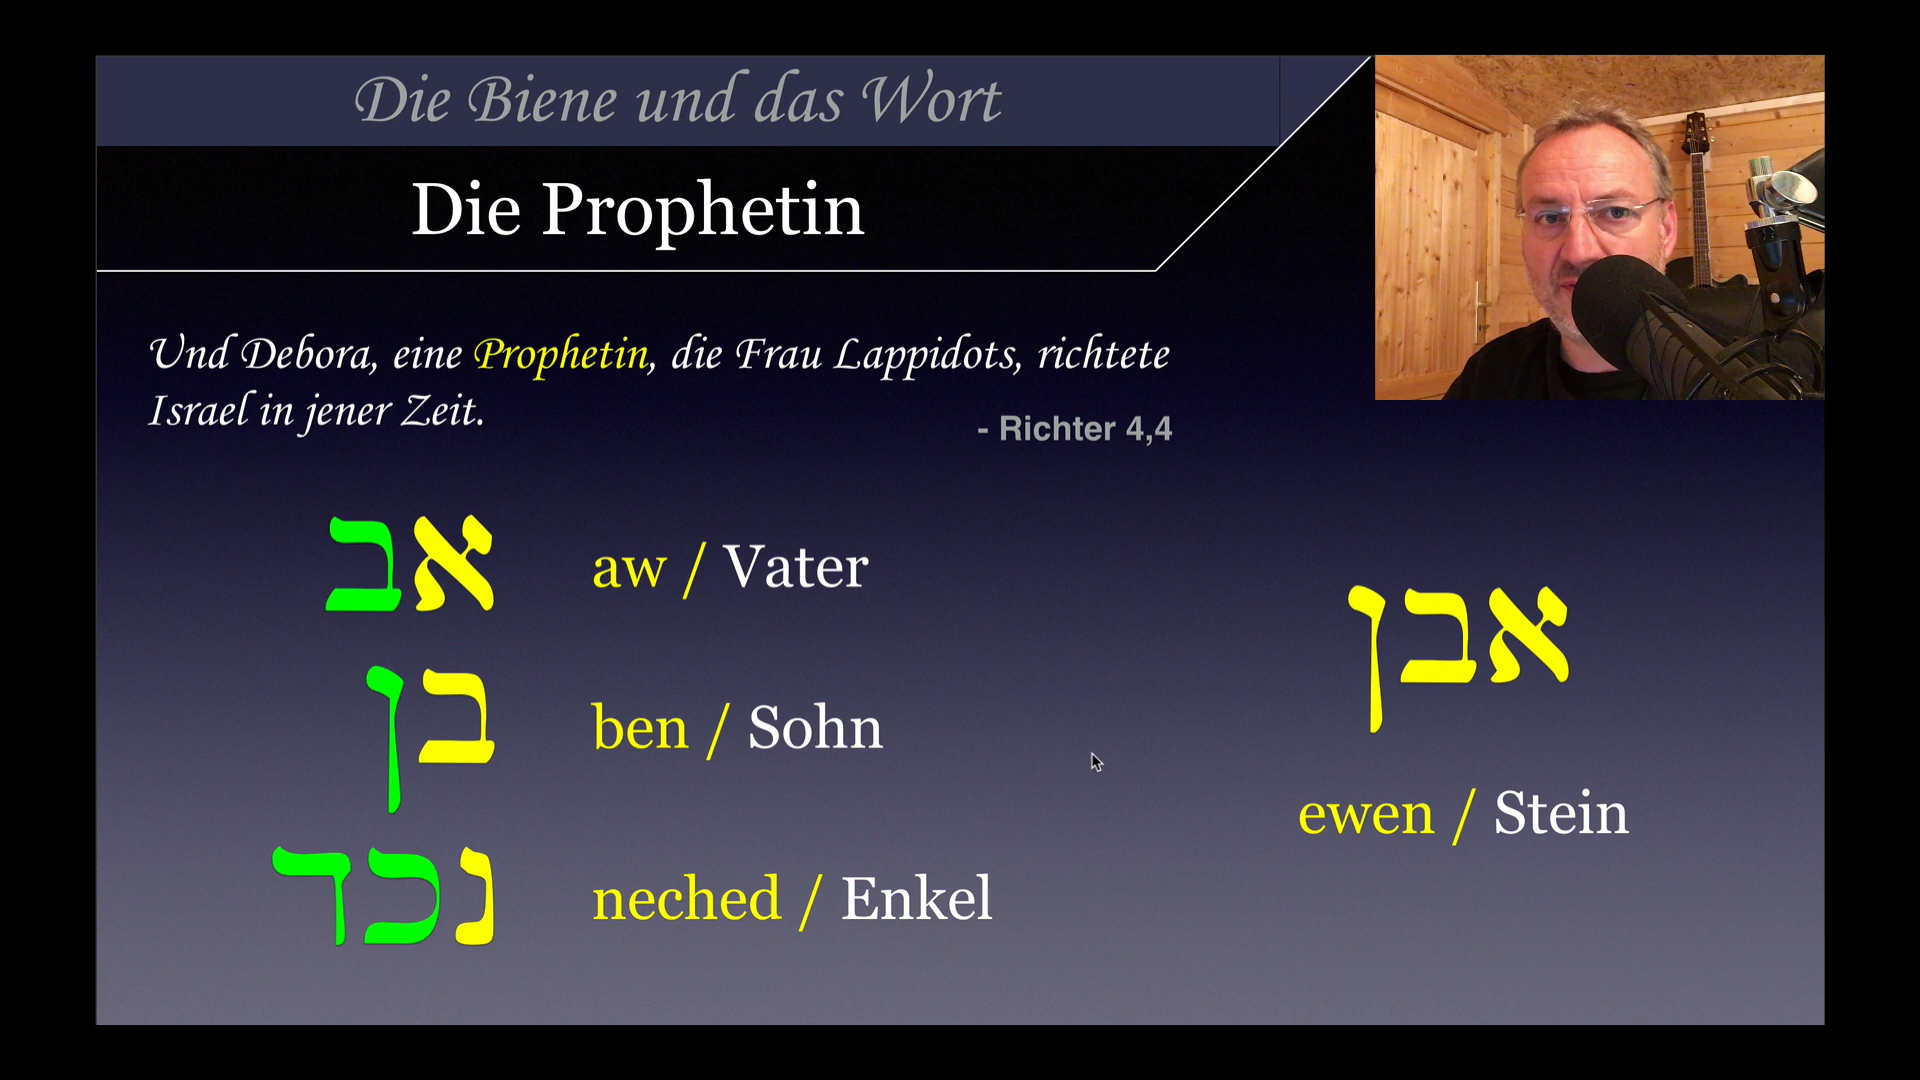 Die Biene und das Wort
Die Prophetin
Und Debora, eine Prophetin, die Frau Lappidots, richtete
Israel in jener Zeit.
- Richter 4,4
אב
aw / Vater
בן
ben / Sohn
נכד
neched / Enkel
אבן
ewen / Stein